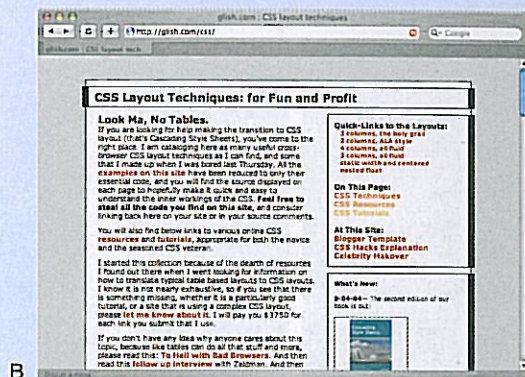 glish.com : CSS layout techniques
http://glish.com/css/
Google
glish.com : CSS layout tech...
CSS Layout Techniques: for Fun and Profit
Look Ma, No Tables.
If you are looking for help making the transition to CSS
layout (that's Cascading Style Sheets), you've come to the
right place. I am cataloging here as many useful cross-
browser CSS layout techniques as I can find, and some
that I made up when I was bored last Thursday. All the
examples on this site have been reduced to only their
essential code, and you will find the source displayed on
each page to hopefully make it quick and easy to
understand the inner workings of the CSS. Feel free to
steal all the code you find on this site, and consider
linking back here on your site or in your source comments.
You will also find below links to various online CSS
resources and tutorials, appropriate for both the novice
and the seasoned CSS veteran.
I started this collection because of the dearth of resources
I found out there when I went looking for information on
how to translate typical table based layouts to CSS layouts.
I know it is not nearly exhaustive, so if you see that there
is something missing, whether it is a particularly good
tutorial, or a site that is using a complex CSS layout,
please let me know about it. I will pay you $3750 for
each link you submit that I use.
If you don't have any idea why anyone cares about this
topic, because like tables can do all that stuff and more,
please read this: To Hell with Bad Browsers. And then
read this follow up interview with Zeldman. And then
Quick-Links to the Layouts:
3 columns, the holy grail
2 columns, ALA style
4 columns, all fluid
3 columns, all fluid
static width and centered
nested float
On This Page:
CSS Techniques
CSS Resources
CSS Tutorials
At This Site:
Blogger Template
CSS Hacks Explanation
Celebrity Makover
What's New:
The second edition of our
book is out:
B